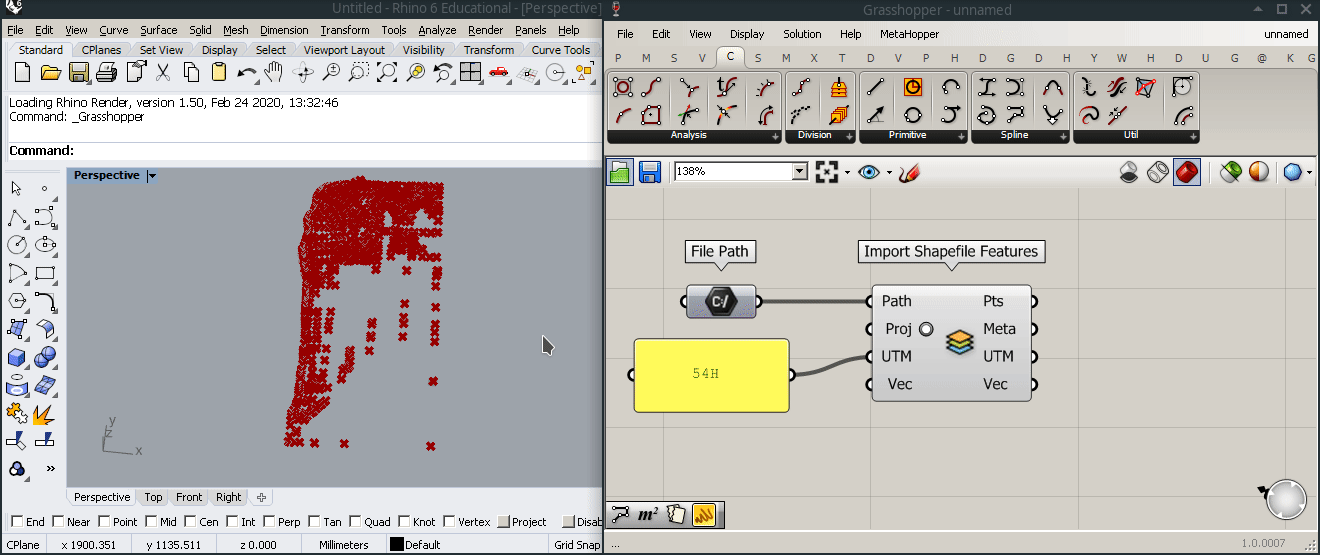 Untitled - Rhino 6 Educational - [Perspective]
File Edit View Curve Surface Solid Mesh Dimension Transform Tools Analyze Render Panels Help
Standard CPlanes Set View Display Select Viewport Layout Visibility Transform Curve Tools
Loading Rhino Render, version 1.50, Feb 24 2020, 13:32:46
Command: _Grasshopper
Command:
Perspective
y
z
x
Perspective Top Front Right
End Near Point Mid Cen Int Perp Tan Quad Knot Vertex Project Disab
CPlane x 1900.351 y 1135.511 z 0.000 Millimeters Default Grid Snap
Grasshopper - unnamed
File Edit View Display Solution Help MetaHopper unnamed
P M S V C S M I T D V P D H D U G M S V T Y W H E P D U G @ K G
Analysis Division Primitive Spline Util
138%
File Path
Import Shapefile Features
C:/
Path Pts
Proj Meta
UTM UTM
Vec Vec
54H
m²
... 1.0.0007